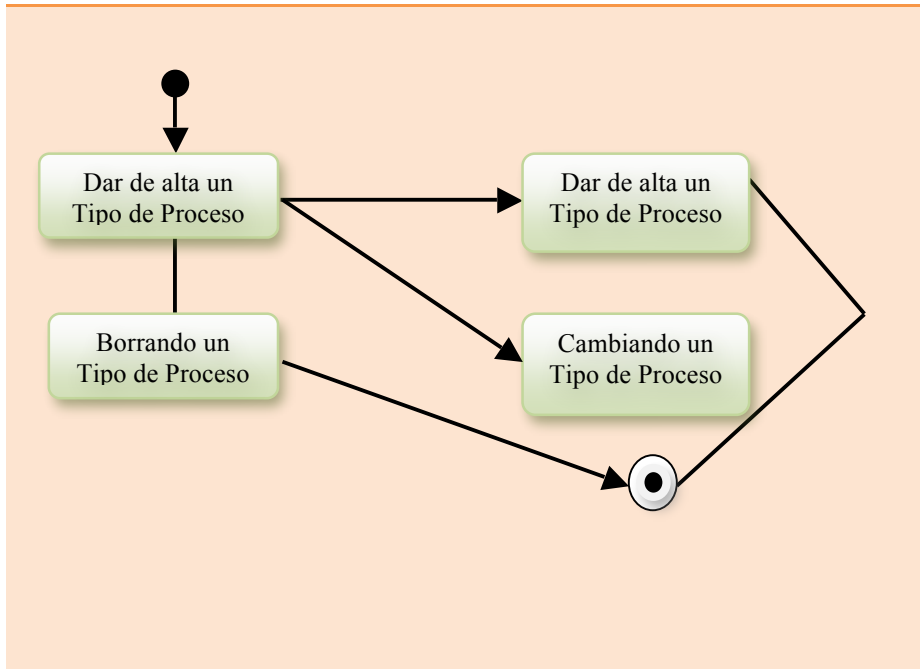 Dar de alta un
Tipo de Proceso
Dar de alta un
Tipo de Proceso
Borrando un
Tipo de Proceso
Cambiando un
Tipo de Proceso